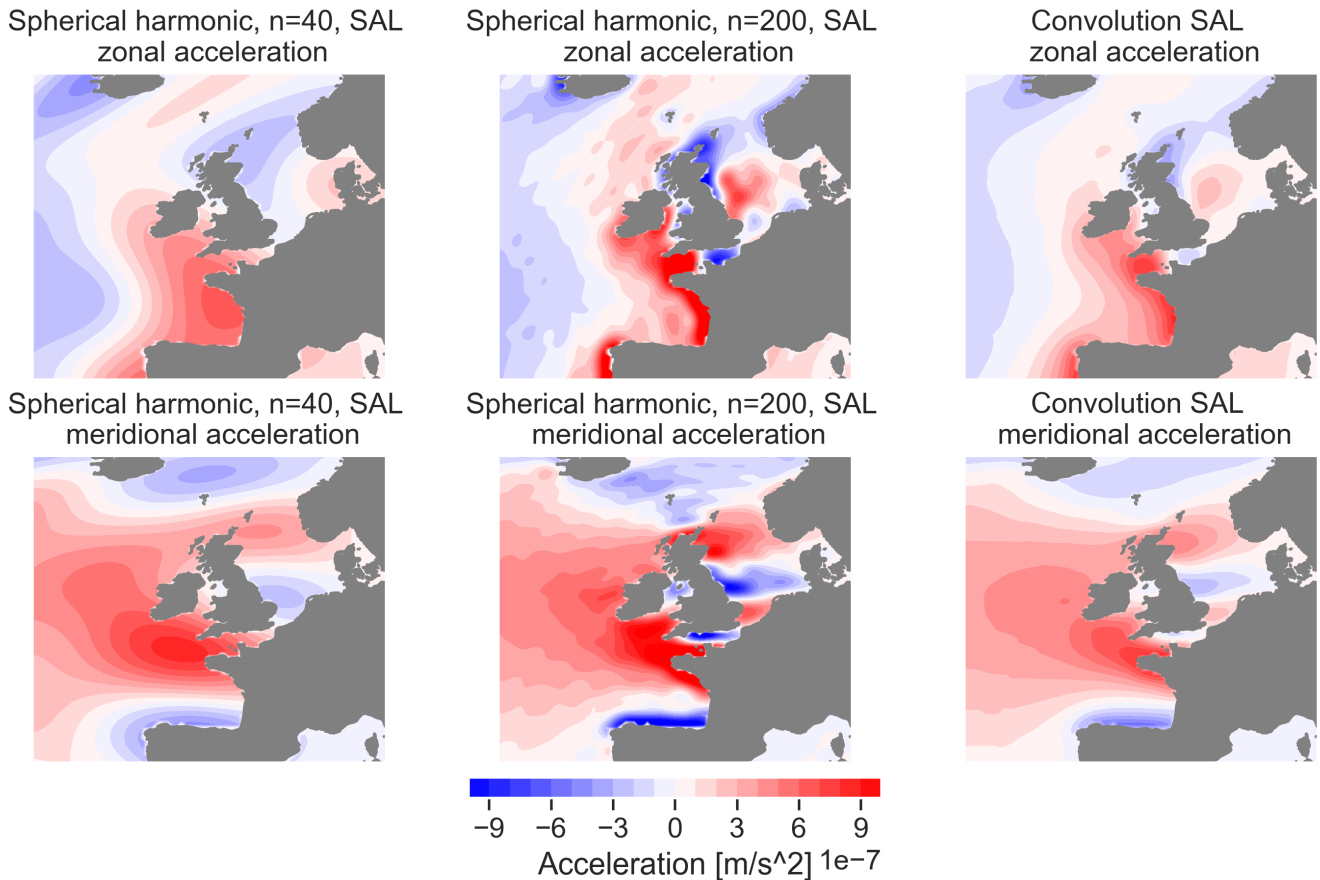 Spherical harmonic, n=40, SAL
zonal acceleration
Spherical harmonic, n=200, SAL
zonal acceleration
Convolution SAL
zonal acceleration
Spherical harmonic, n=40, SAL
meridional acceleration
Spherical harmonic, n=200, SAL
meridional acceleration
Convolution SAL
meridional acceleration
−9 −6 −3 0 3 6 9
Acceleration [m/s^2] 1e−7